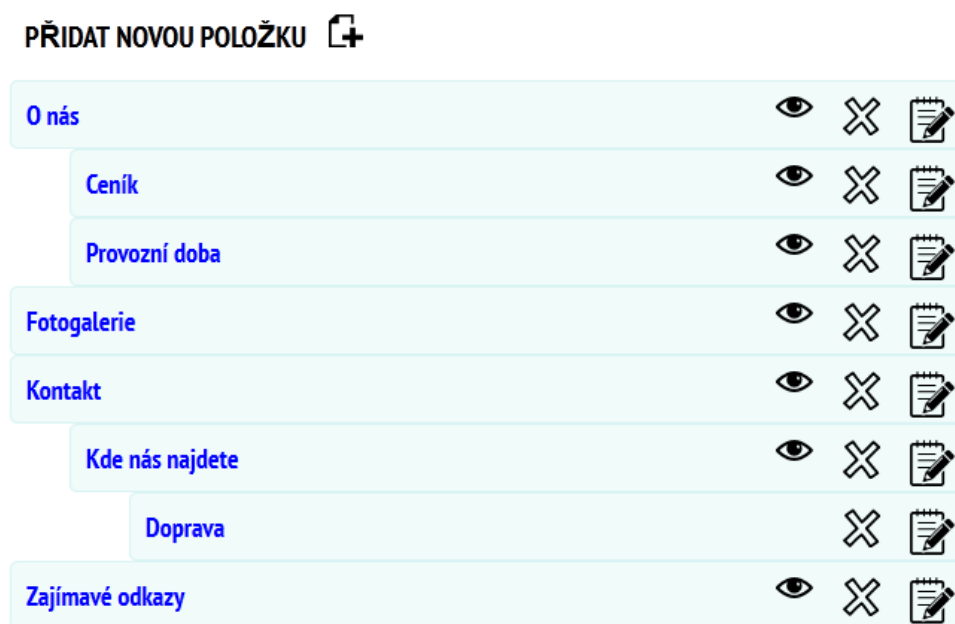 PŘIDAT NOVOU POLOŽKU
O nás
Ceník
Provozní doba
Fotogalerie
Kontakt
Kde nás najdete
Doprava
Zajímavé odkazy